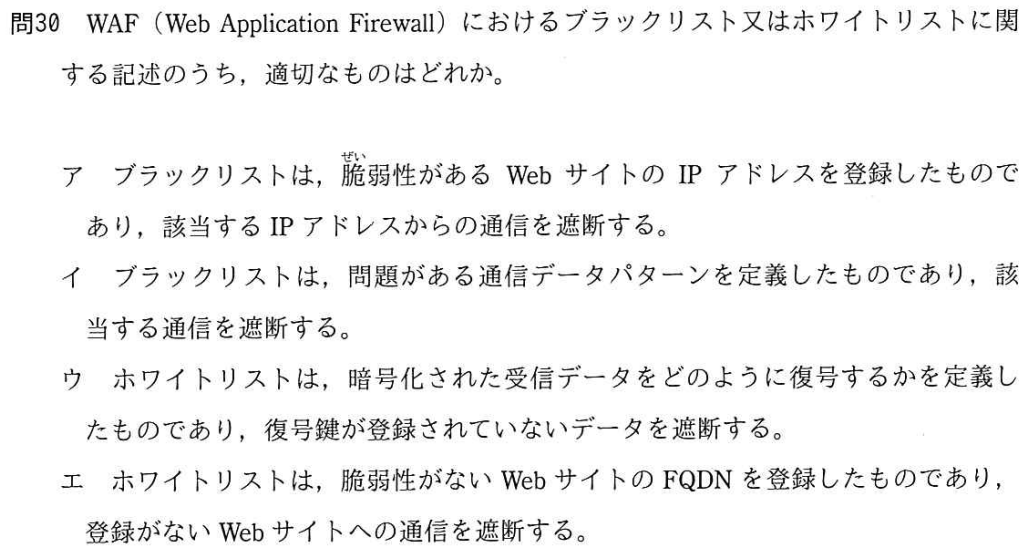 問30 WAF（Web Application Firewall）におけるブラックリスト又はホワイトリストに関
する記述のうち，適切なものはどれか。
ア ブラックリストは，脆弱性がある Web サイトの IP アドレスを登録したもので
あり，該当する IP アドレスからの通信を遮断する。
イ ブラックリストは，問題がある通信データパターンを定義したものであり，該
当する通信を遮断する。
ウ ホワイトリストは，暗号化された受信データをどのように復号するかを定義し
たものであり，復号鍵が登録されていないデータを遮断する。
エ ホワイトリストは，脆弱性がない Web サイトの FQDN を登録したものであり，
登録がない Web サイトへの通信を遮断する。